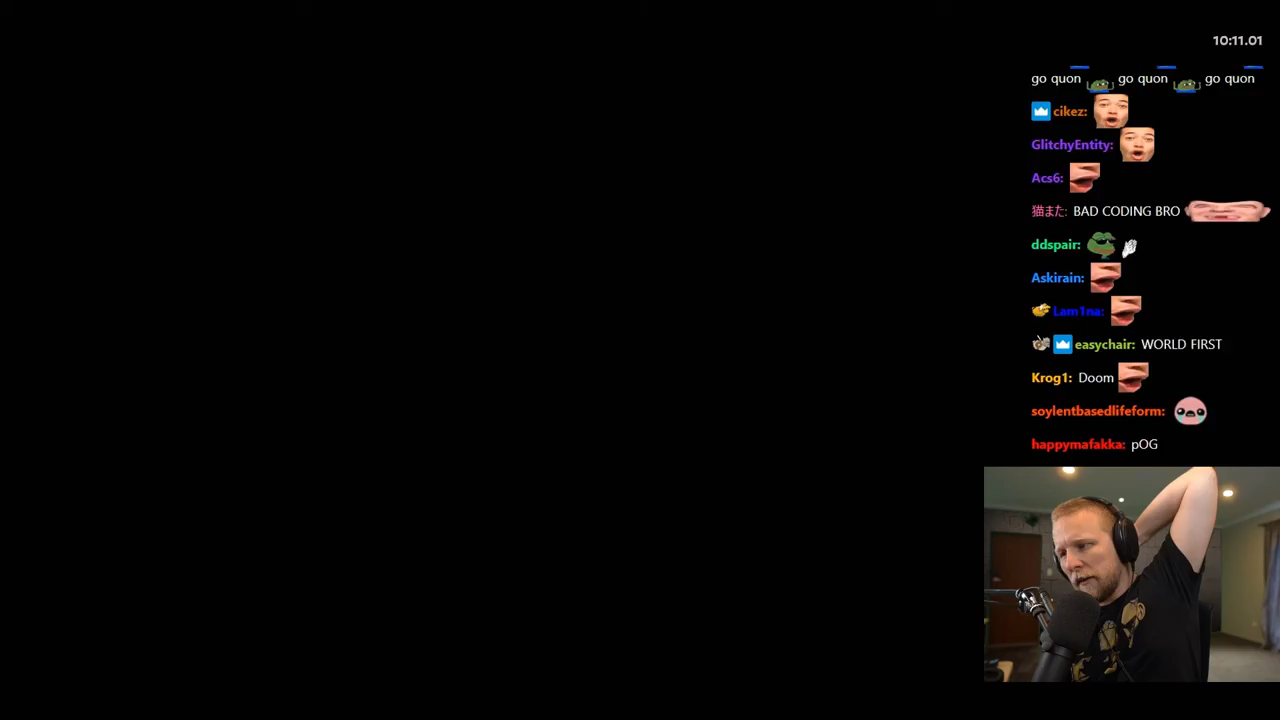 10:11.01
go quon go quon go quon
cikez:
GlitchyEntity:
Acs6:
猫また: BAD CODING BRO
ddspair:
Askirain:
Lam1na:
easychair: WORLD FIRST
Krog1: Doom
soylentbasedlifeform:
happymafakka: pOG